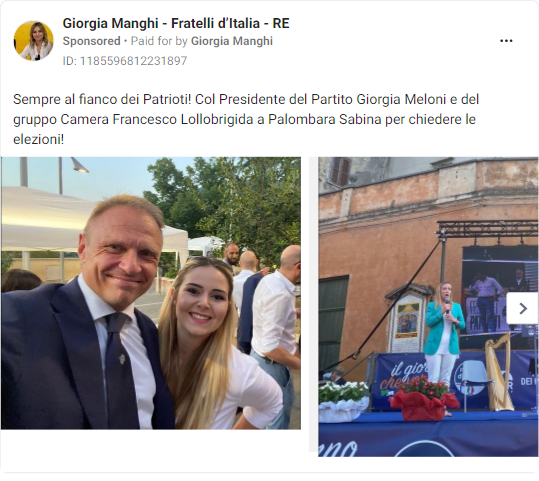 Giorgia Manghi - Fratelli d'Italia - RE
Sponsored • Paid for by Giorgia Manghi
ID: 1185596812231897
Sempre al fianco dei Patrioti! Col Presidente del Partito Giorgia Meloni e del
gruppo Camera Francesco Lollobrigida a Palombara Sabina per chiedere le
elezioni!
il gior
che